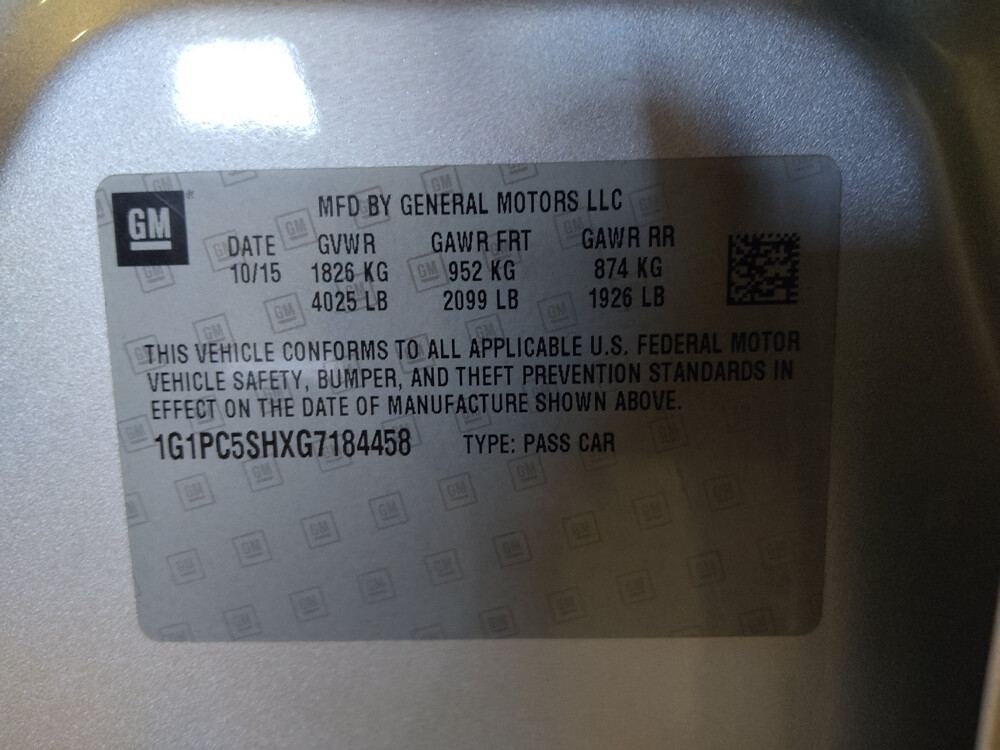 GM
MFD BY GENERAL MOTORS LLC
DATE GVWR GAWR FRT GAWR RR
10/15 1826 KG 952 KG 874 KG
4025 LB 2099 LB 1926 LB
THIS VEHICLE CONFORMS TO ALL APPLICABLE U.S. FEDERAL MOTOR
VEHICLE SAFETY, BUMPER, AND THEFT PREVENTION STANDARDS IN
EFFECT ON THE DATE OF MANUFACTURE SHOWN ABOVE.
1G1PC5SHXG7184458 TYPE: PASS CAR